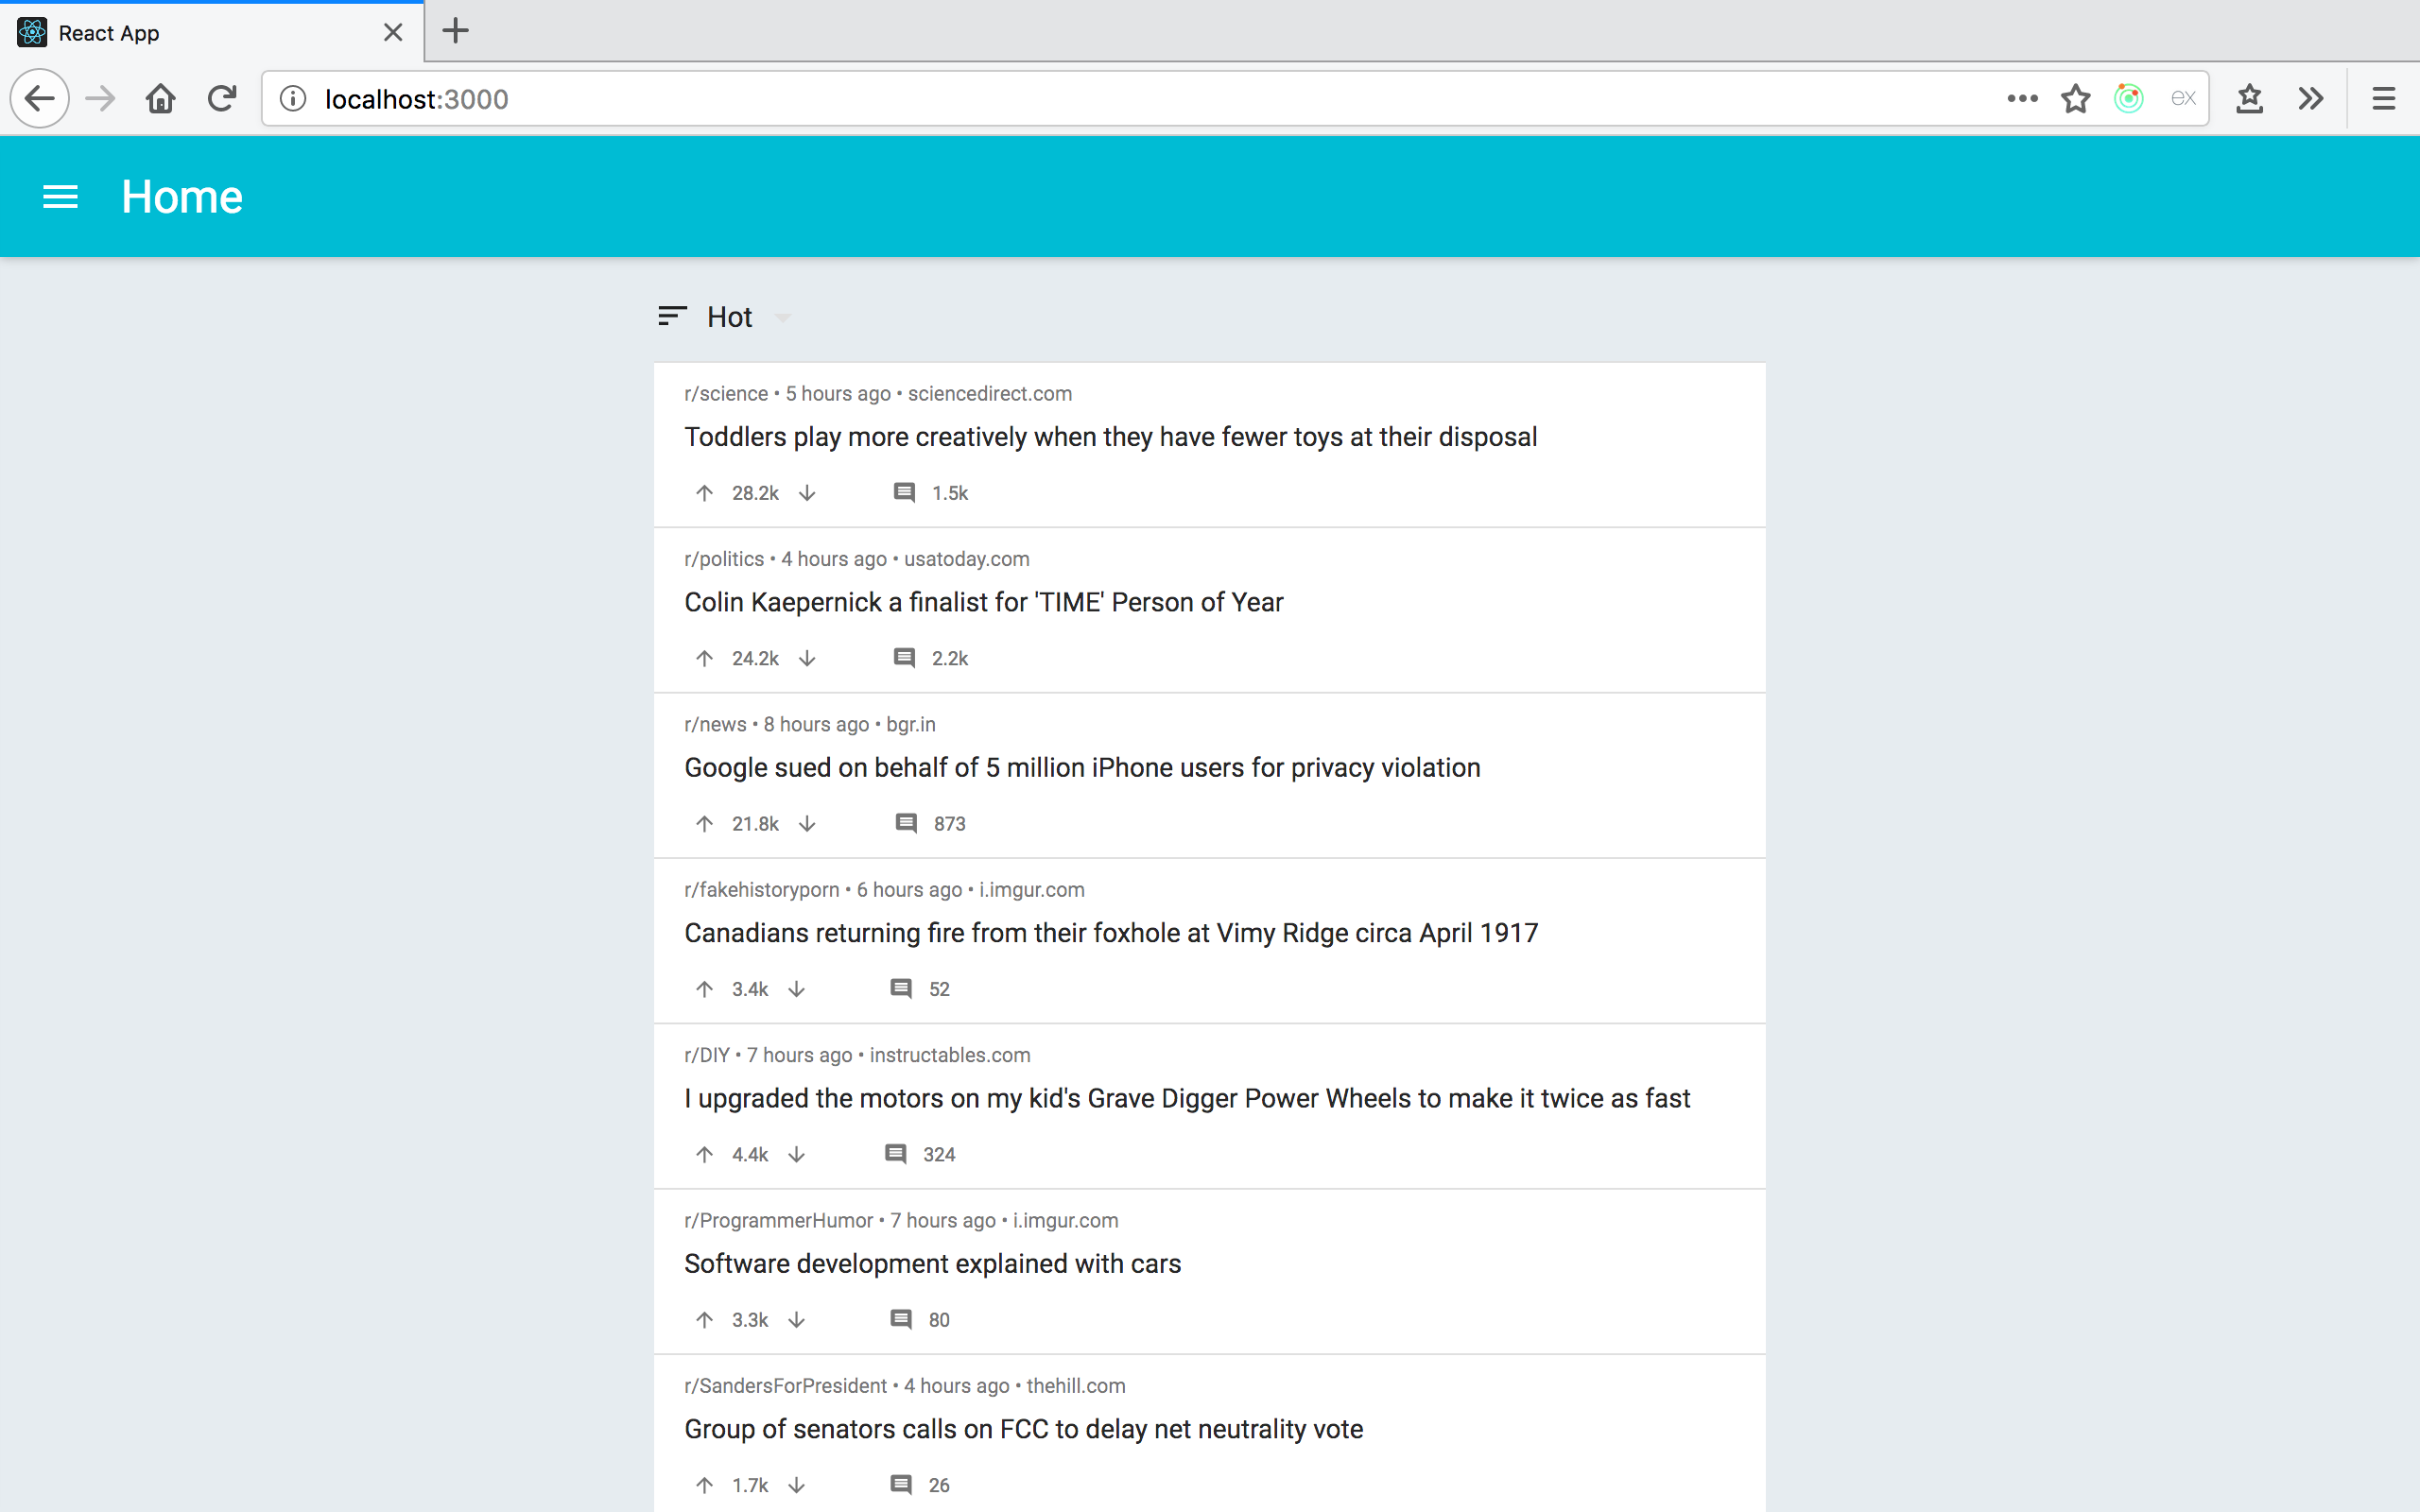 React App
localhost:3000
ex
Home
Hot
r/science • 5 hours ago • sciencedirect.com
Toddlers play more creatively when they have fewer toys at their disposal
28.2k 1.5k
r/politics • 4 hours ago • usatoday.com
Colin Kaepernick a finalist for 'TIME' Person of Year
24.2k 2.2k
r/news • 8 hours ago • bgr.in
Google sued on behalf of 5 million iPhone users for privacy violation
21.8k 873
r/fakehistoryporn • 6 hours ago • i.imgur.com
Canadians returning fire from their foxhole at Vimy Ridge circa April 1917
3.4k 52
r/DIY • 7 hours ago • instructables.com
I upgraded the motors on my kid's Grave Digger Power Wheels to make it twice as fast
4.4k 324
r/ProgrammerHumor • 7 hours ago • i.imgur.com
Software development explained with cars
3.3k 80
r/SandersForPresident • 4 hours ago • thehill.com
Group of senators calls on FCC to delay net neutrality vote
1.7k 26